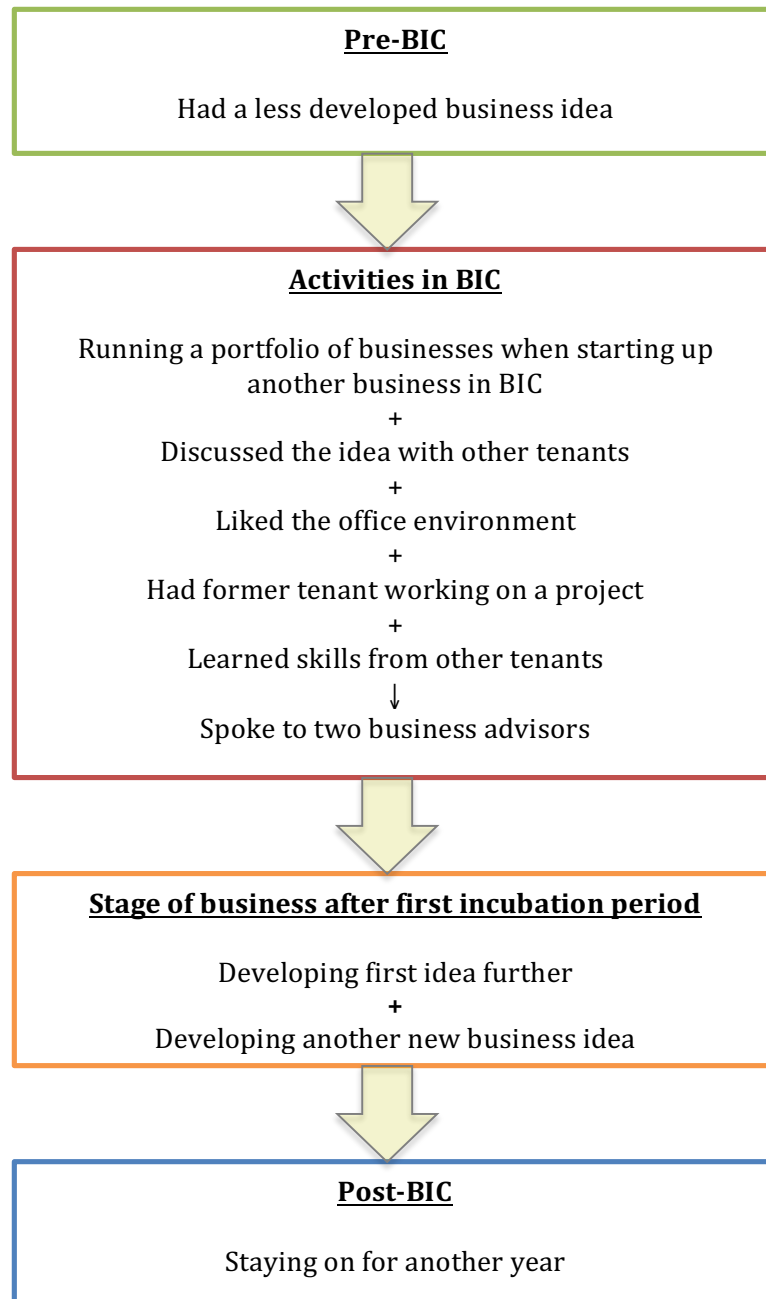 Pre-BIC
Had a less developed business idea
Activities in BIC
Running a portfolio of businesses when starting up
another business in BIC
+
Discussed the idea with other tenants
+
Liked the office environment
+
Had former tenant working on a project
+
Learned skills from other tenants
↓
Spoke to two business advisors
Stage of business after first incubation period
Developing first idea further
+
Developing another new business idea
Post-BIC
Staying on for another year